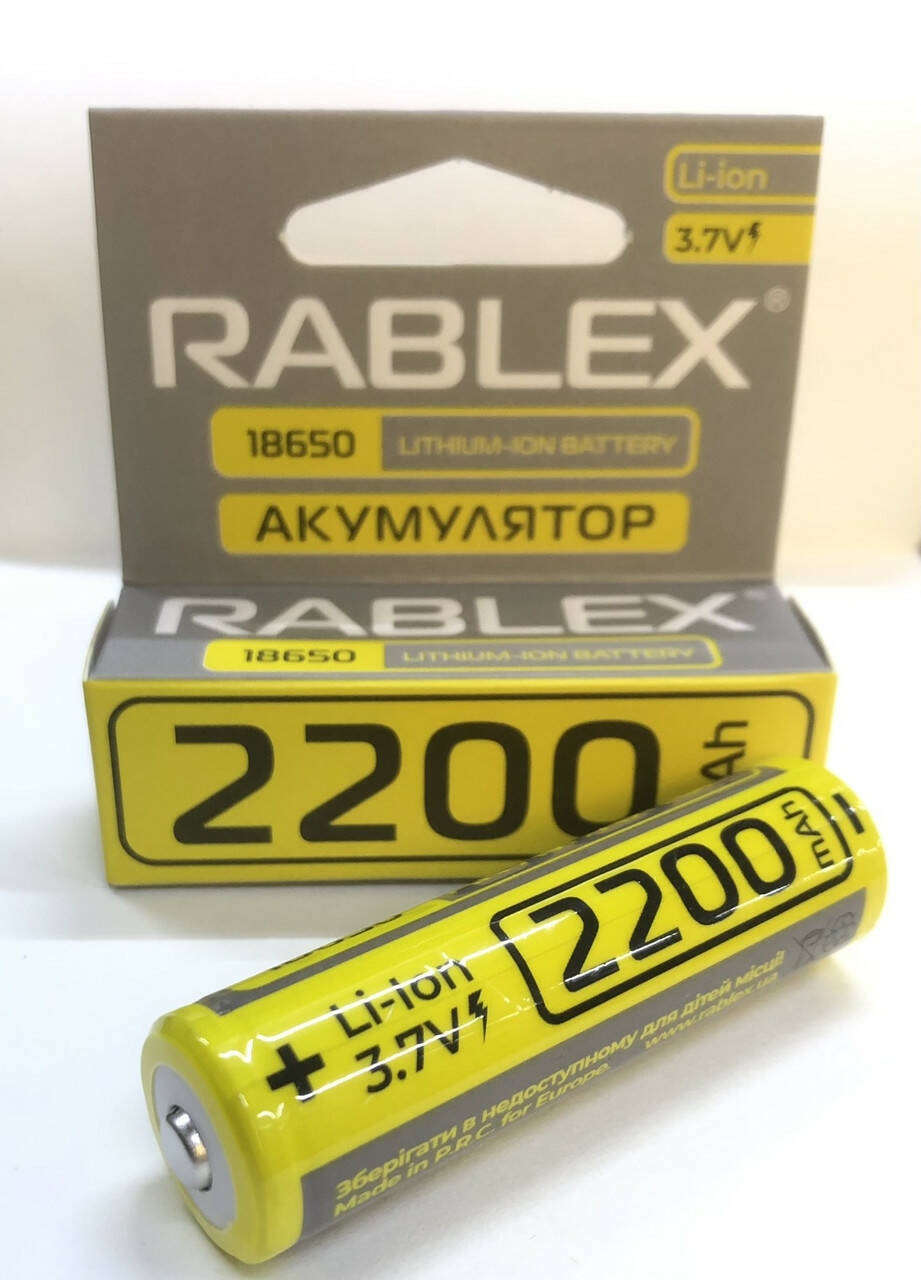 Li-ion
3.7V
RABLEX®
18650 LITHIUM-ION BATTERY
АКУМУЛЯТОР
RABLEX
18650 LITHIUM-ION BATTERY
2200
Ah
2200 mAh
+ Li-Ion
3.7V
Зберігати в недоступному для дітей місці!
Made in P.R.C. for Europe. www.rablex.ua